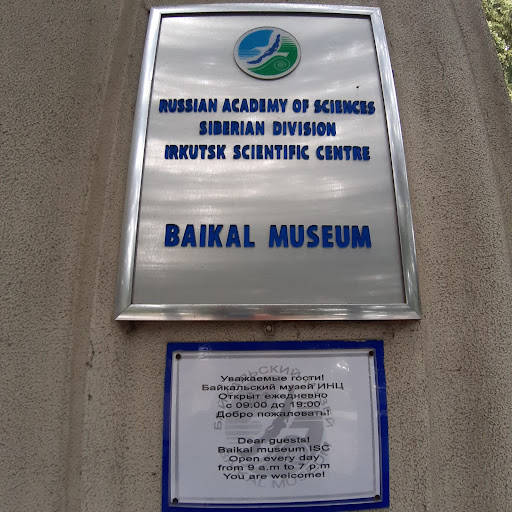 RUSSIAN ACADEMY OF SCIENCES
SIBERIAN DIVISION
IRKUTSK SCIENTIFIC CENTRE
BAIKAL MUSEUM
Уважаемые гости!
Байкальский музей ИНЦ
Открыт ежедневно
с 09:00 до 19:00
Добро пожаловать!
Dear guests!
Baikal museum ISC
Open every day
from 9 a.m to 7 p.m
You are welcome!